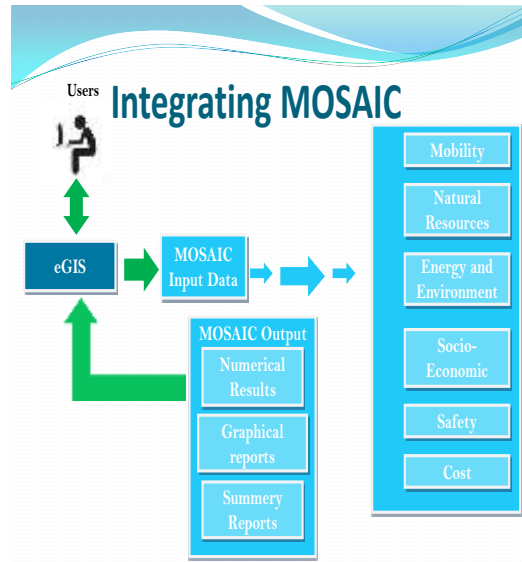 Users
Integrating MOSAIC
eGIS
MOSAIC
Input Data
MOSAIC Output
Numerical
Results
Graphical
reports
Summery
Reports
Mobility
Natural
Resources
Energy and
Environment
Socio-
Economic
Safety
Cost